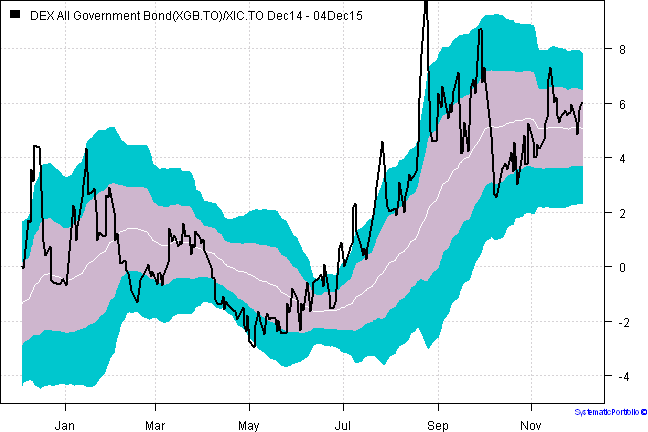 DEX All Government Bond(XGB.TO)/XIC.TO Dec14 - 04Dec15
8
6
4
2
0
-2
-4
Jan Mar May Jul Sep Nov
SystematicPortfolio ©